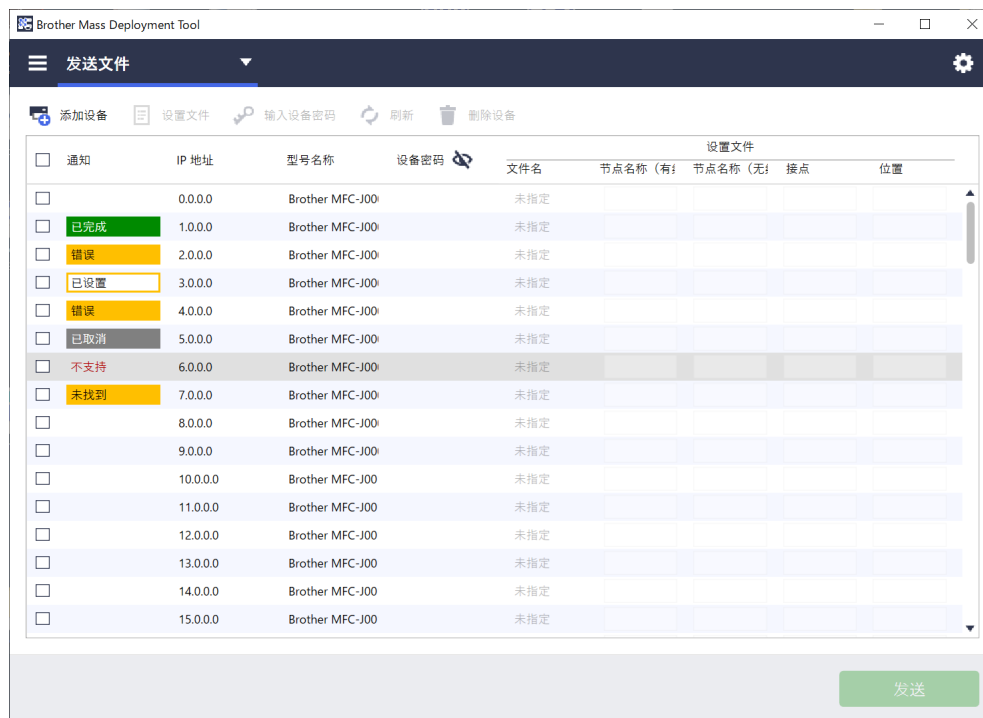 Brother Mass Deployment Tool
发送文件
添加设备 设置文件 输入设备密码 刷新 删除设备
设置文件
通知 IP 地址 型号名称 设备密码 文件名 节点名称（有 节点名称（无 接点 位置
0.0.0.0 Brother MFC-J00 未指定
已完成 1.0.0.0 Brother MFC-J00 未指定
错误 2.0.0.0 Brother MFC-J00 未指定
已设置 3.0.0.0 Brother MFC-J00 未指定
错误 4.0.0.0 Brother MFC-J00 未指定
已取消 5.0.0.0 Brother MFC-J00 未指定
不支持 6.0.0.0 Brother MFC-J00 未指定
未找到 7.0.0.0 Brother MFC-J00 未指定
8.0.0.0 Brother MFC-J00 未指定
9.0.0.0 Brother MFC-J00 未指定
10.0.0.0 Brother MFC-J00 未指定
11.0.0.0 Brother MFC-J00 未指定
12.0.0.0 Brother MFC-J00 未指定
13.0.0.0 Brother MFC-J00 未指定
14.0.0.0 Brother MFC-J00 未指定
15.0.0.0 Brother MFC-J00 未指定
发送